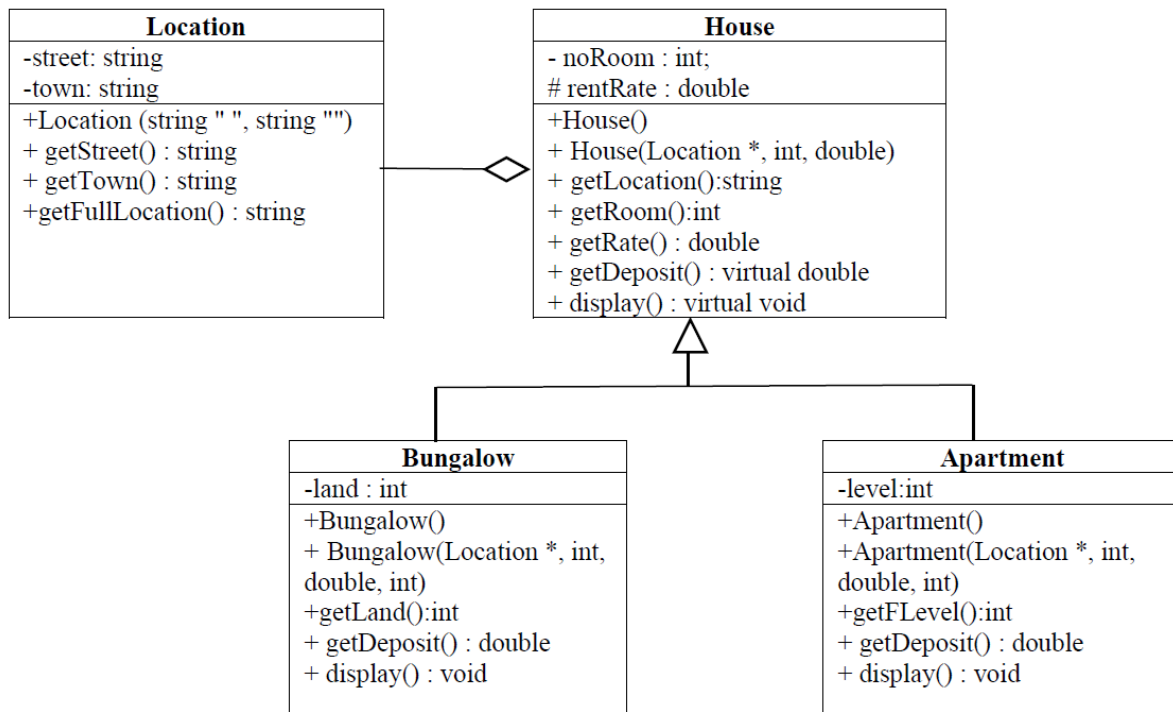 Location
-street: string
-town: string
+Location (string " ", string "")
+ getStreet() : string
+ getTown() : string
+getFullLocation() : string
House
- noRoom : int;
# rentRate : double
+House()
+ House(Location *, int, double)
+ getLocation():string
+ getRoom():int
+ getRate() : double
+ getDeposit() : virtual double
+ display() : virtual void
Bungalow
-land : int
+Bungalow()
+ Bungalow(Location *, int,
double, int)
+getLand():int
+ getDeposit() : double
+ display() : void
Apartment
-level:int
+Apartment()
+Apartment(Location *, int,
double, int)
+getFLevel():int
+ getDeposit() : double
+ display() : void